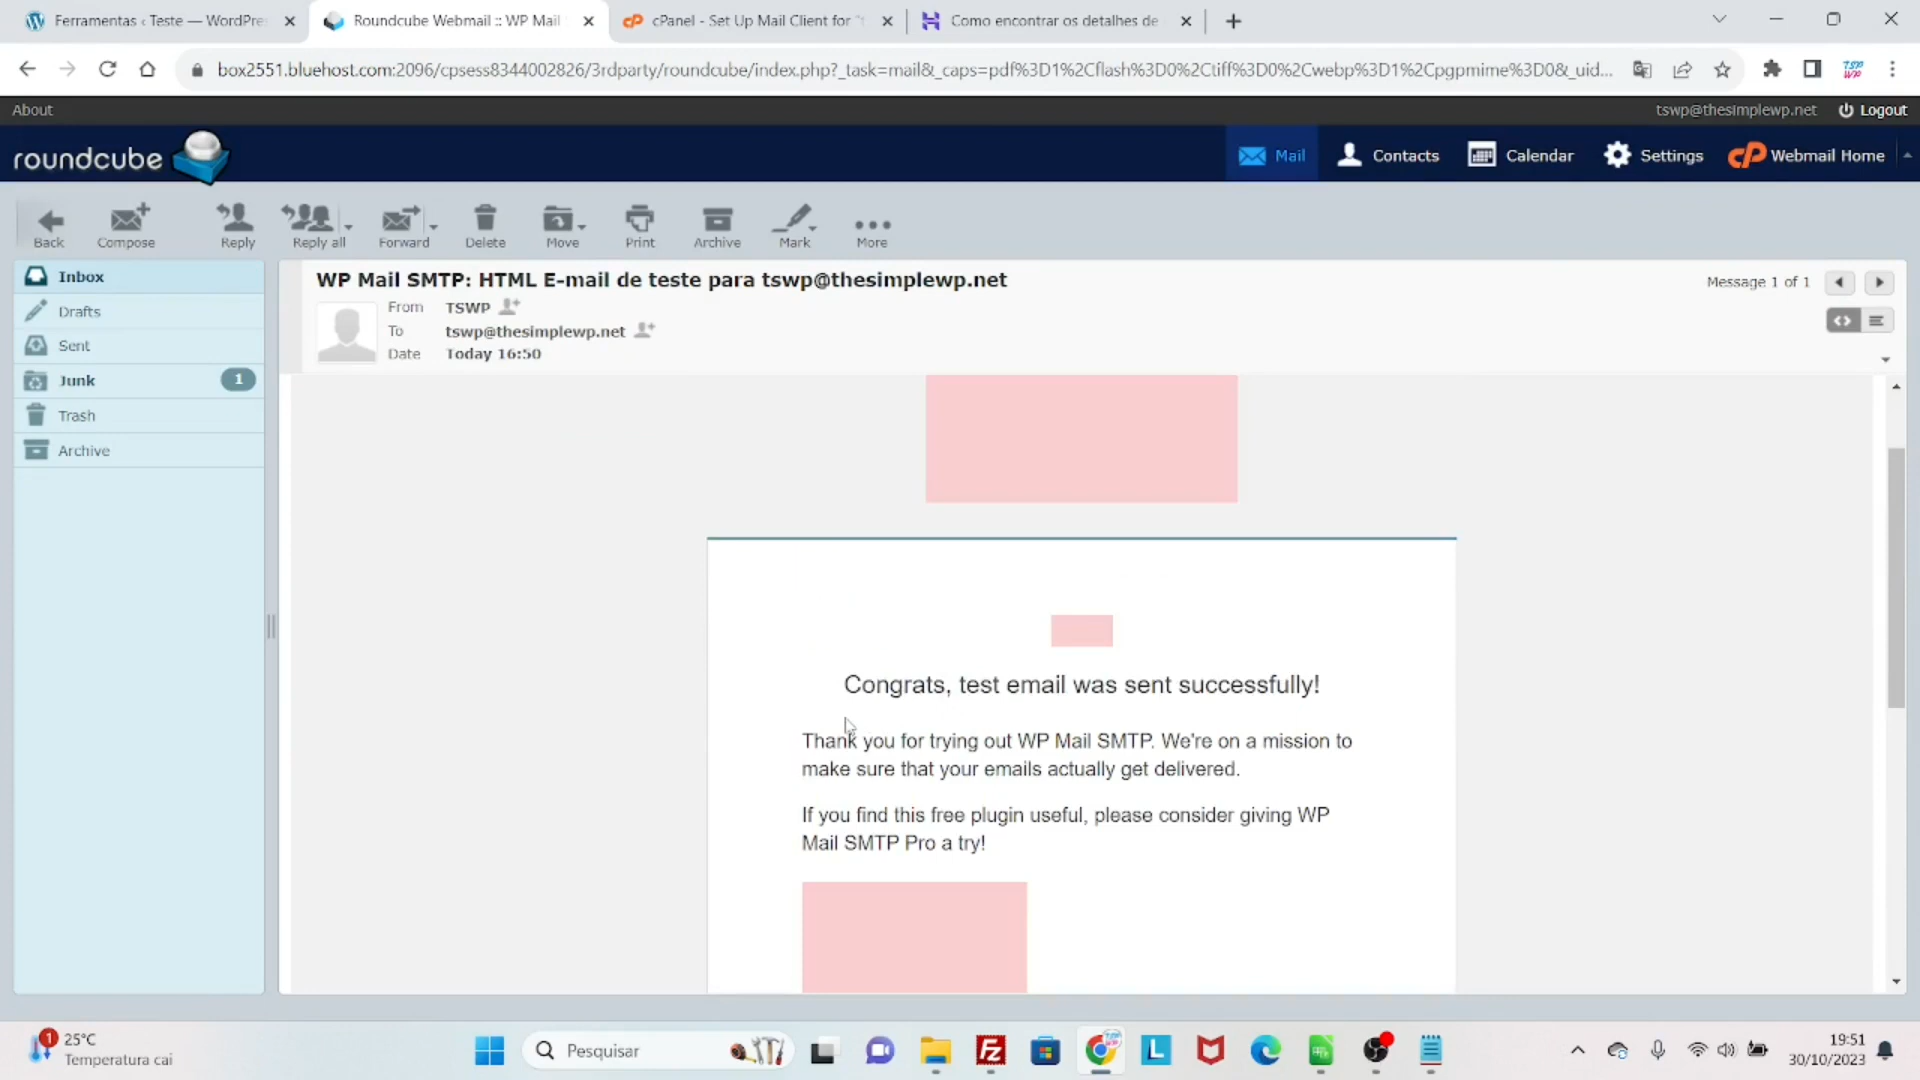 Ferramentas ‹ Teste — WordPre
Roundcube Webmail :: WP Mail
cPanel - Set Up Mail Client for "t
Como encontrar os detalhes de
box2551.bluehost.com:2096/cpsess8344002826/3rdparty/roundcube/index.php?_task=mail&_caps=pdf%3D1%2Cflash%3D0%2Ctiff%3D0%2Cwebp%3D1%2Cpgpmime%3D0&_uid...
About
tswp@thesimplewp.net
Logout
roundcube
Mail
Contacts
Calendar
Settings
cP Webmail Home
Back
Compose
Reply
Reply all
Forward
Delete
Move
Print
Archive
Mark
More
Inbox
Drafts
Sent
Junk 1
Trash
Archive
WP Mail SMTP: HTML E-mail de teste para tswp@thesimplewp.net
Message 1 of 1
From TSWP
To tswp@thesimplewp.net
Date Today 16:50
Congrats, test email was sent successfully!
Thank you for trying out WP Mail SMTP. We're on a mission to
make sure that your emails actually get delivered.
If you find this free plugin useful, please consider giving WP
Mail SMTP Pro a try!
1
25°C
Temperatura cai
Pesquisar
19:51
30/10/2023